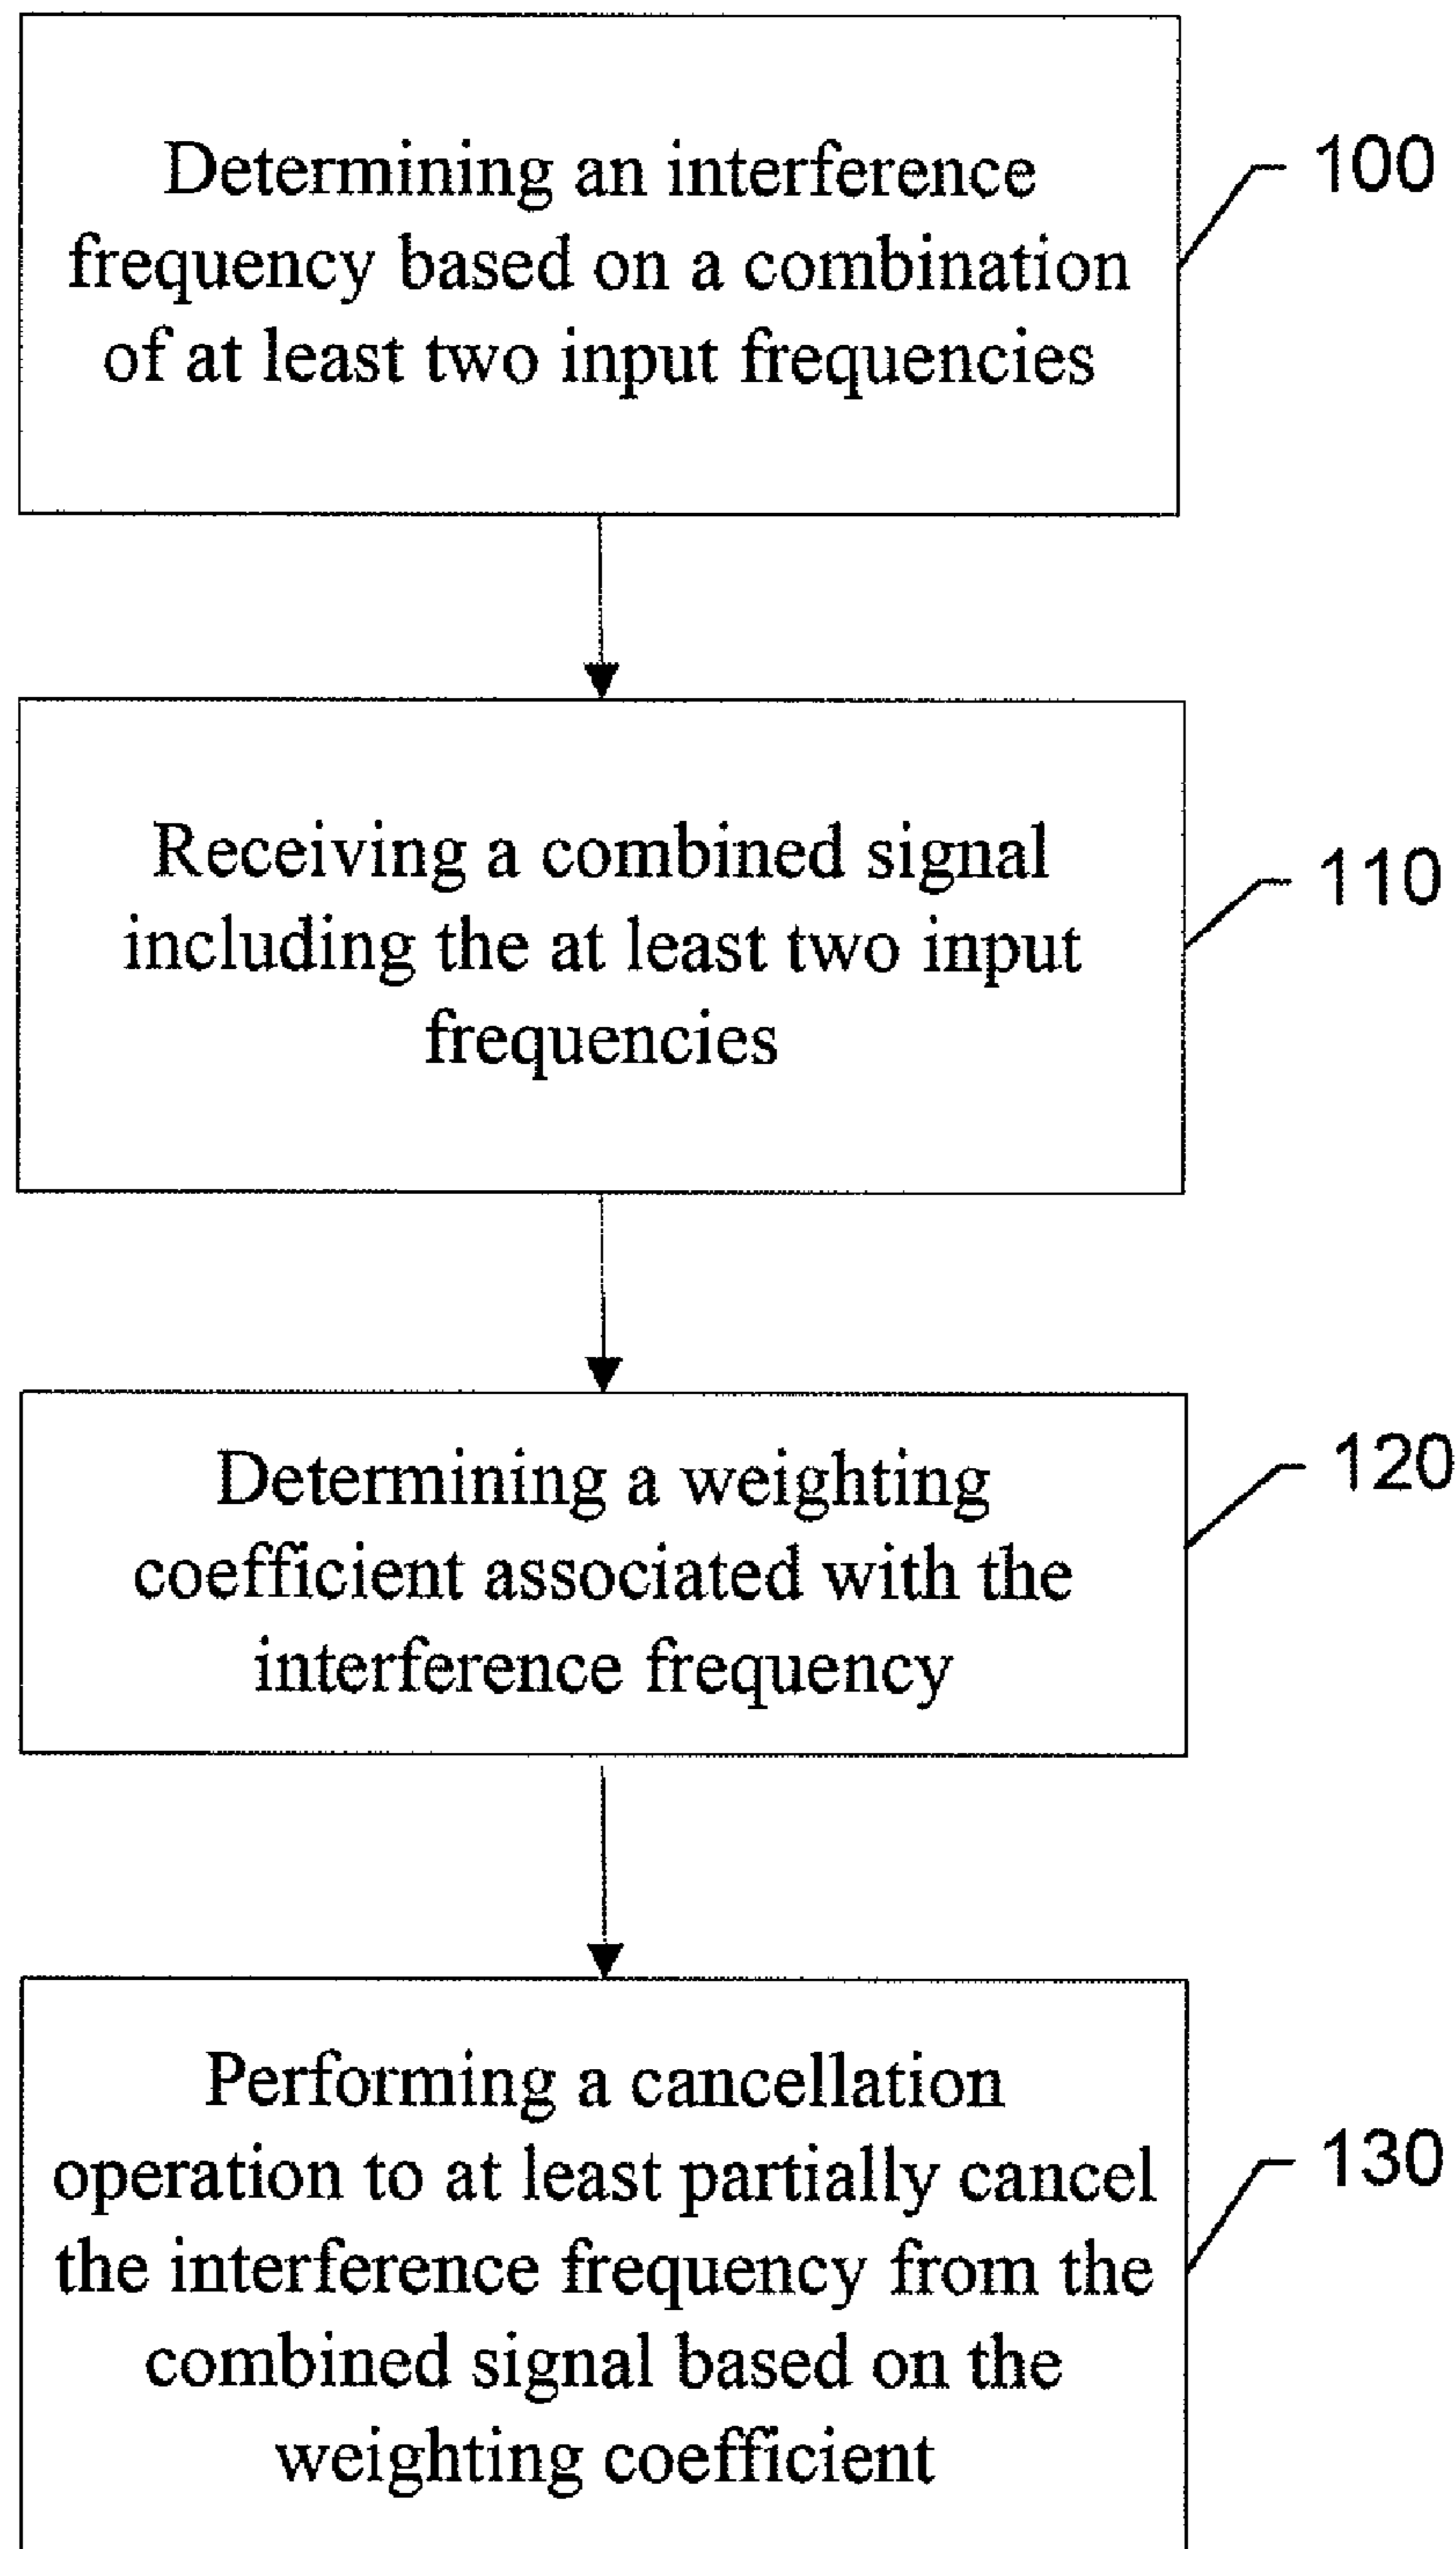 Determining an interference
frequency based on a combination
of at least two input frequencies
100
Receiving a combined signal
including the at least two input
frequencies
110
Determining a weighting
coefficient associated with the
interference frequency
120
Performing a cancellation
operation to at least partially cancel
the interference frequency from the
combined signal based on the
weighting coefficient
130